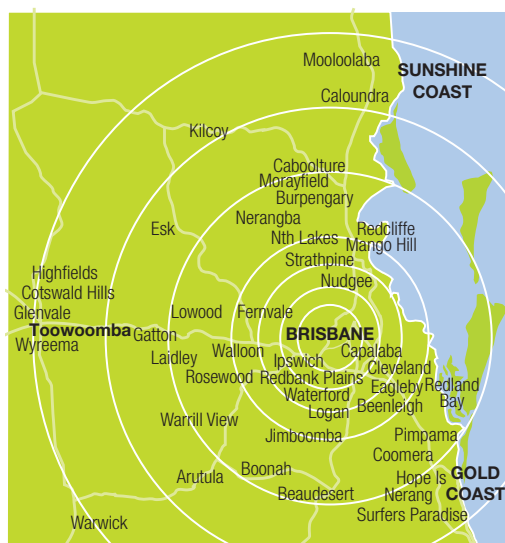 Mooloolaba
SUNSHINE
COAST
Caloundra
Kilcoy
Caboolture
Morayfield
Burpengary
Nerangba
Esk
Redcliffe
Nth Lakes
Mango Hill
Strathpine
Nudgee
Highfields
Cotswald Hills
Glenvale
Lowood
Fernvale
Toowoomba
Gatton
BRISBANE
Wyreema
Laidley
Walloon
Ipswich
Capalaba
Cleveland
Rosewood
Redbank Plains
Eagleby
Redland
Bay
Waterford
Beenleigh
Logan
Warrill View
Jimboomba
Pimpama
Coomera
Arutula
Boonah
Hope Is
GOLD
COAST
Beaudesert
Nerang
Surfers Paradise
Warwick